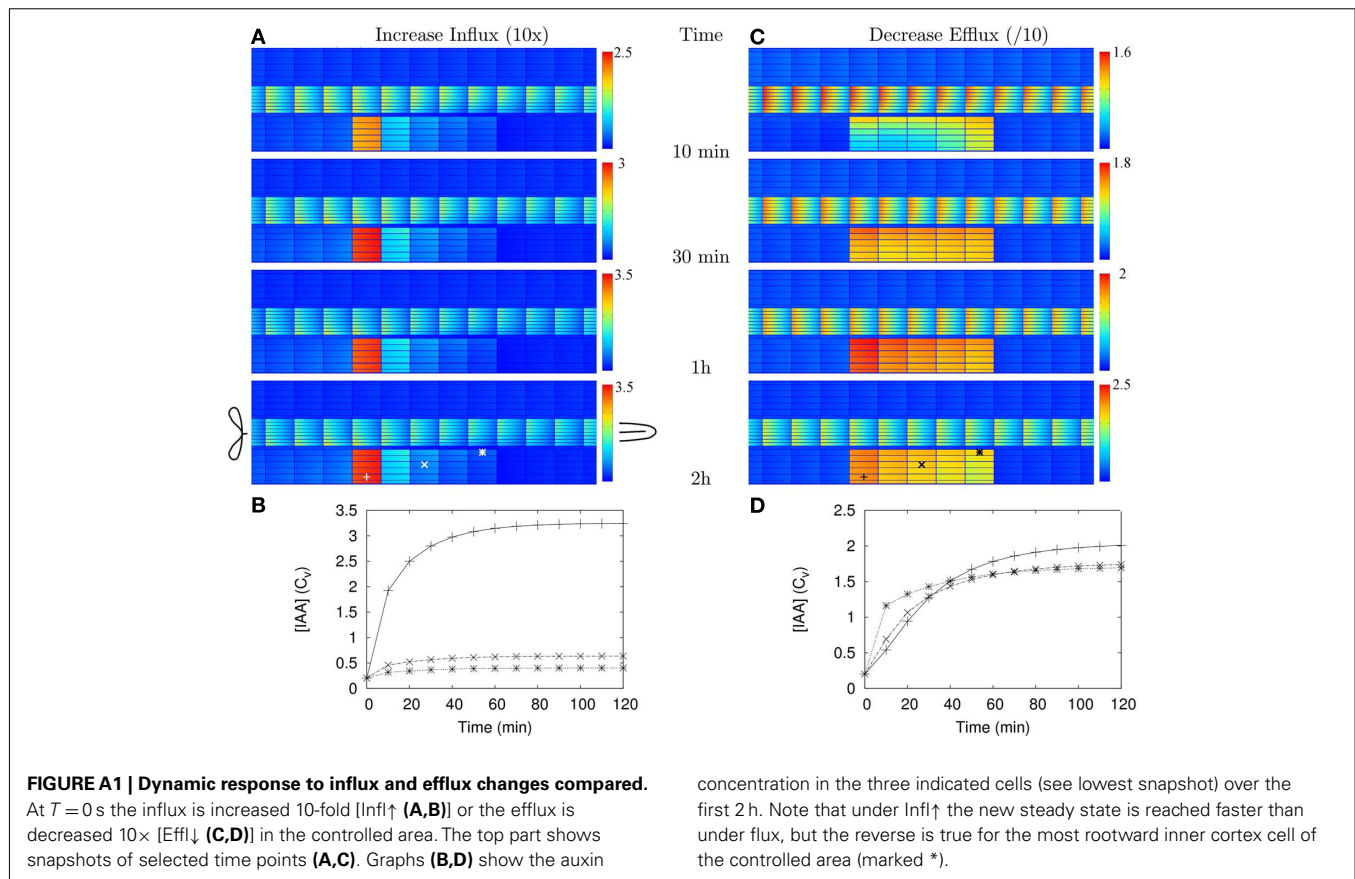 A Increase Influx (10x) Time C Decrease Efflux (/10)
2.5
1.6
10 min
3
1.8
30 min
3.5
2
1h
3.5
2.5
+ × *
+ × *
2h
B
[IAA] (Cv)
3.5
3
2.5
2
1.5
1
0.5
0
0 20 40 60 80 100 120
Time (min)
D
[IAA] (Cv)
2.5
2
1.5
1
0.5
0
0 20 40 60 80 100 120
Time (min)
FIGURE A1 | Dynamic response to influx and efflux changes compared.
At T = 0 s the influx is increased 10-fold [Infl↑ (A,B)] or the efflux is
decreased 10× [Effl↓ (C,D)] in the controlled area. The top part shows
snapshots of selected time points (A,C). Graphs (B,D) show the auxin
concentration in the three indicated cells (see lowest snapshot) over the
first 2 h. Note that under Infl↑ the new steady state is reached faster than
under flux, but the reverse is true for the most rootward inner cortex cell of
the controlled area (marked *).